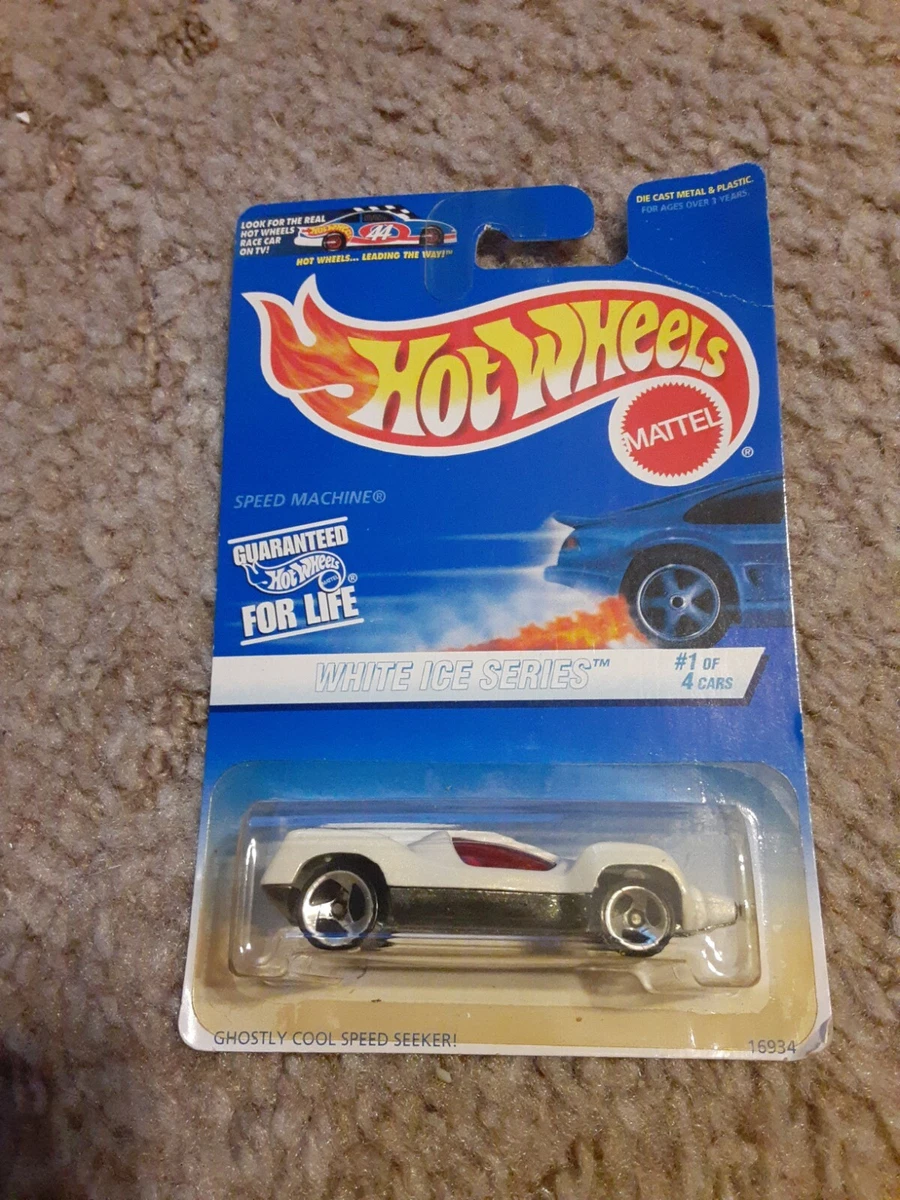 LOOK FOR THE REAL
HOT WHEELS
RACE CAR
ON TV!
44
HOT WHEELS... LEADING THE WAY!™
DIE CAST METAL & PLASTIC.
FOR AGES OVER 3 YEARS.
HOT WHEELS
MATTEL
®
SPEED MACHINE®
GUARANTEED
HOT WHEELS
MATTEL
®
FOR LIFE
WHITE ICE SERIES™
#1 OF
4 CARS
GHOSTLY COOL SPEED SEEKER!
16934